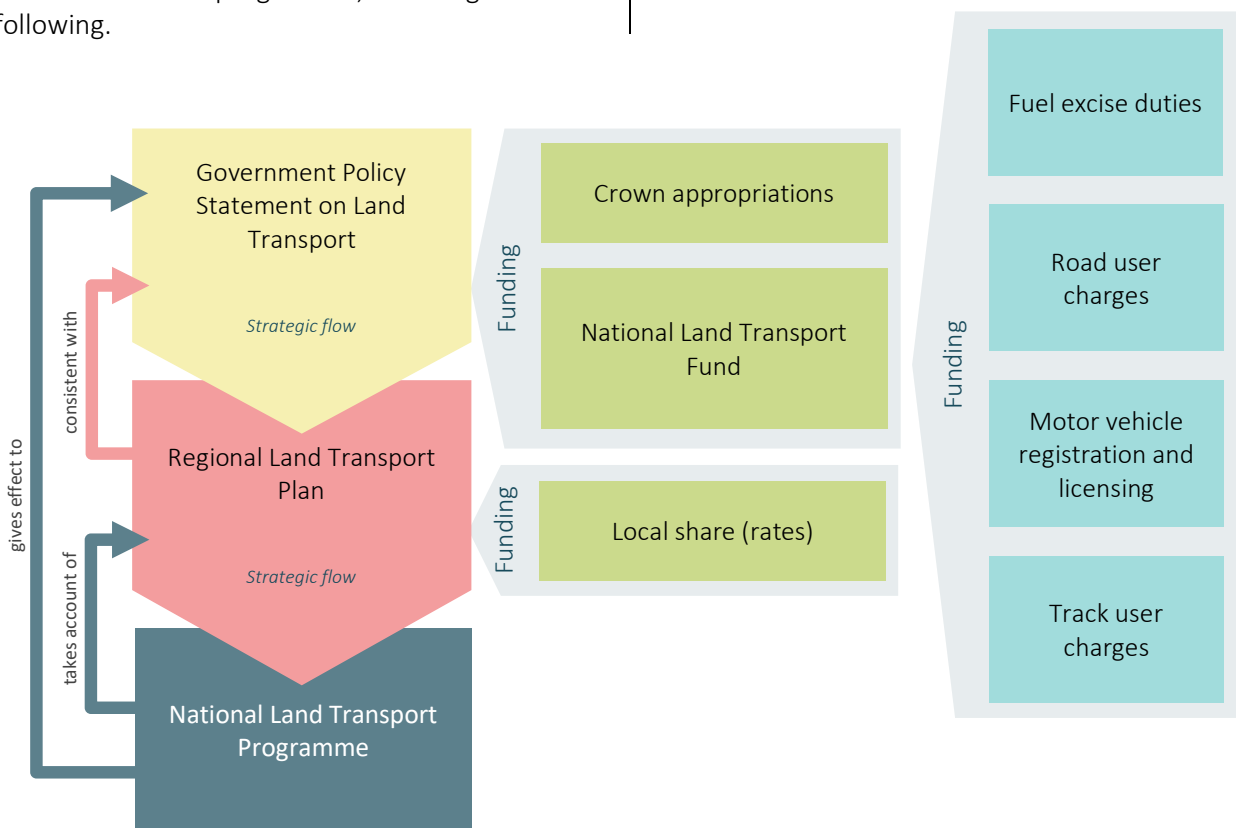 following.
Government Policy
Statement on Land
Transport
Strategic flow
consistent with
gives effect to
Regional Land Transport
Plan
Strategic flow
takes account of
National Land Transport
Programme
Funding
Crown appropriations
National Land Transport
Fund
Funding
Local share (rates)
Funding
Fuel excise duties
Road user
charges
Motor vehicle
registration and
licensing
Track user
charges